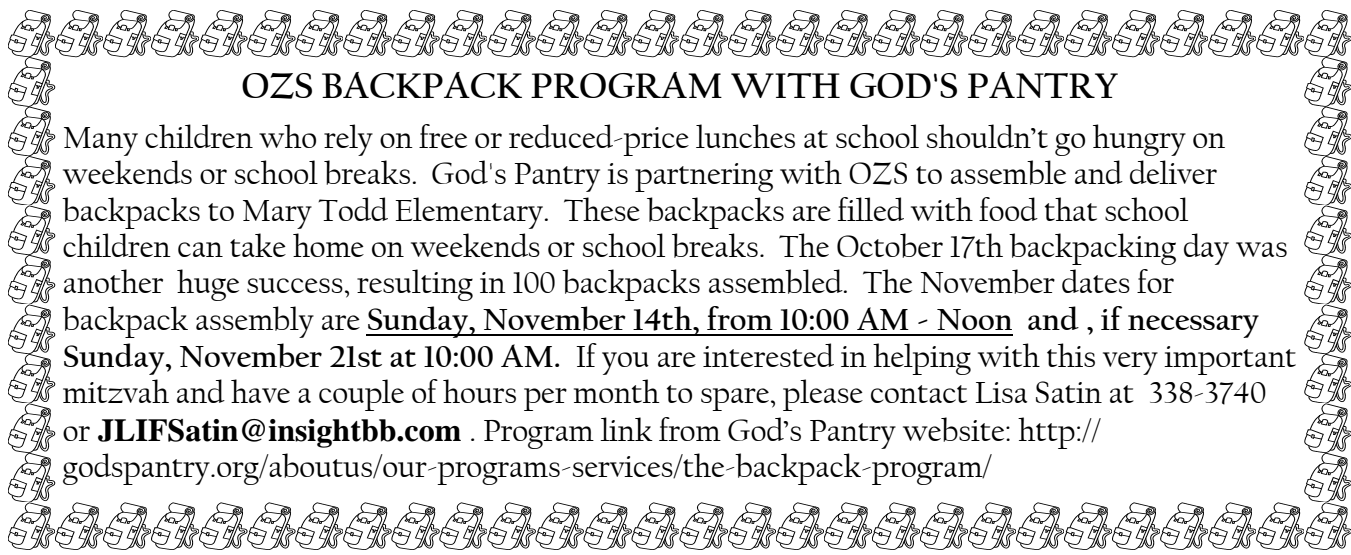 OZS BACKPACK PROGRAM WITH GOD'S PANTRY
Many children who rely on free or reduced-price lunches at school shouldn't go hungry on
weekends or school breaks.  God's Pantry is partnering with OZS to assemble and deliver
backpacks to Mary Todd Elementary.  These backpacks are filled with food that school
children can take home on weekends or school breaks.  The October 17th backpacking day was
another  huge success, resulting in 100 backpacks assembled.  The November dates for
backpack assembly are Sunday, November 14th, from 10:00 AM - Noon  and , if necessary
Sunday, November 21st at 10:00 AM.  If you are interested in helping with this very important
mitzvah and have a couple of hours per month to spare, please contact Lisa Satin at  338-3740
or JLIFSatin@insightbb.com . Program link from God's Pantry website: http://
godspantry.org/aboutus/our-programs-services/the-backpack-program/